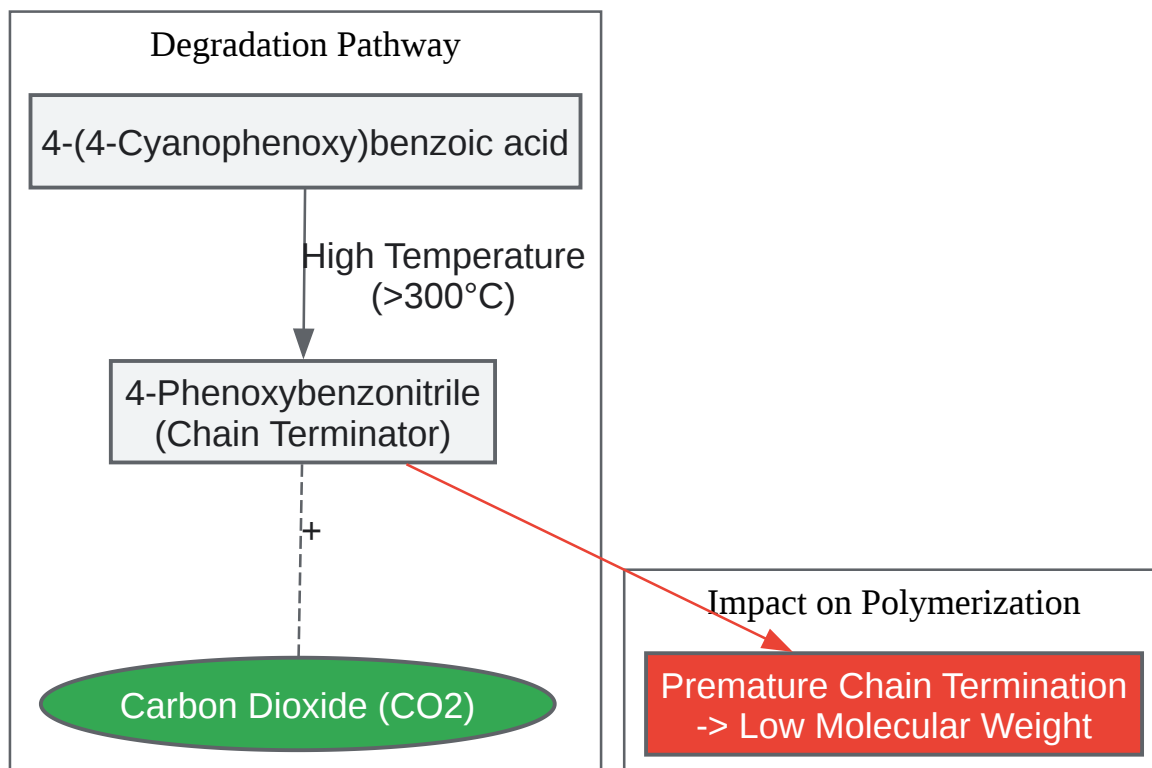 Degradation Pathway
4-(4-Cyanophenoxy)benzoic acid
High Temperature
(>300°C)
4-Phenoxybenzonitrile
(Chain Terminator)
+
Carbon Dioxide (CO2)
Impact on Polymerization
Premature Chain Termination
-> Low Molecular Weight